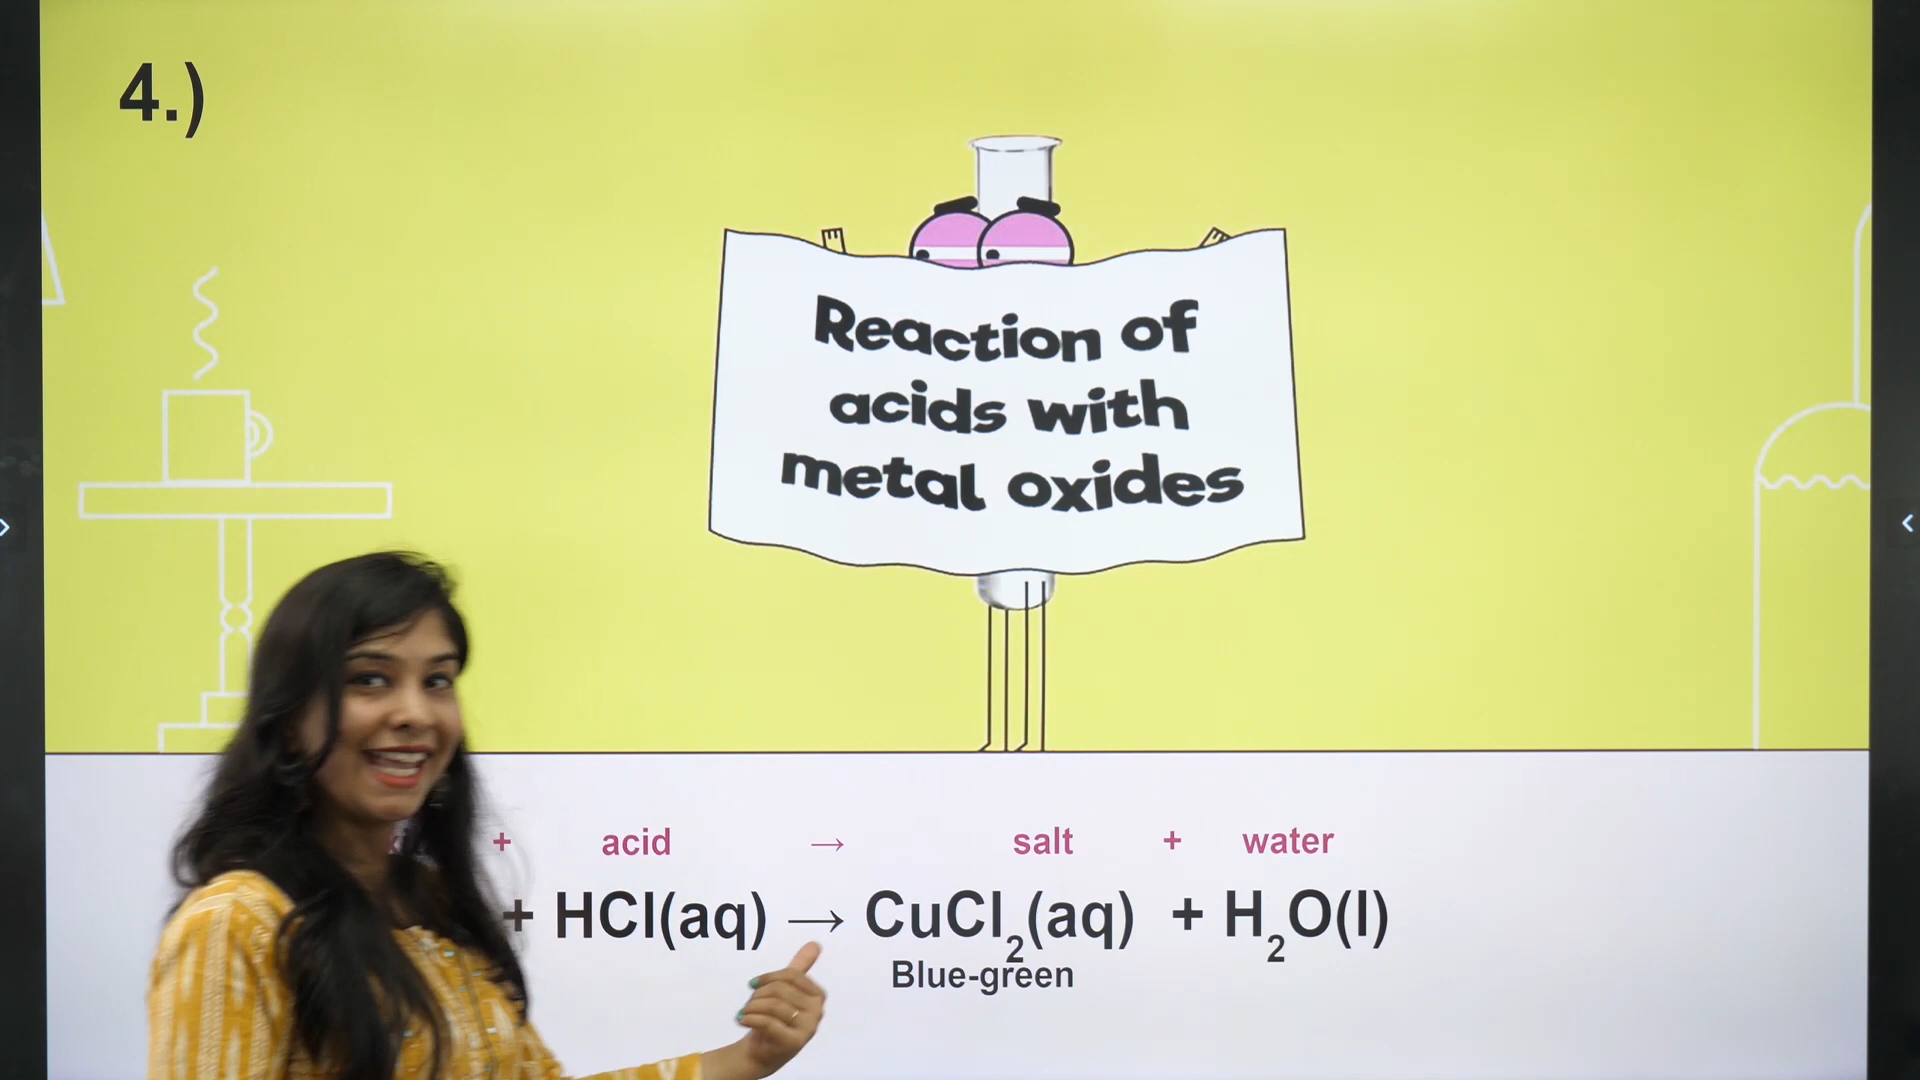 4.)
Reaction of
acids with
metal oxides
+ acid → salt + water
+ HCl(aq) → CuCl₂(aq) + H₂O(l)
Blue-green